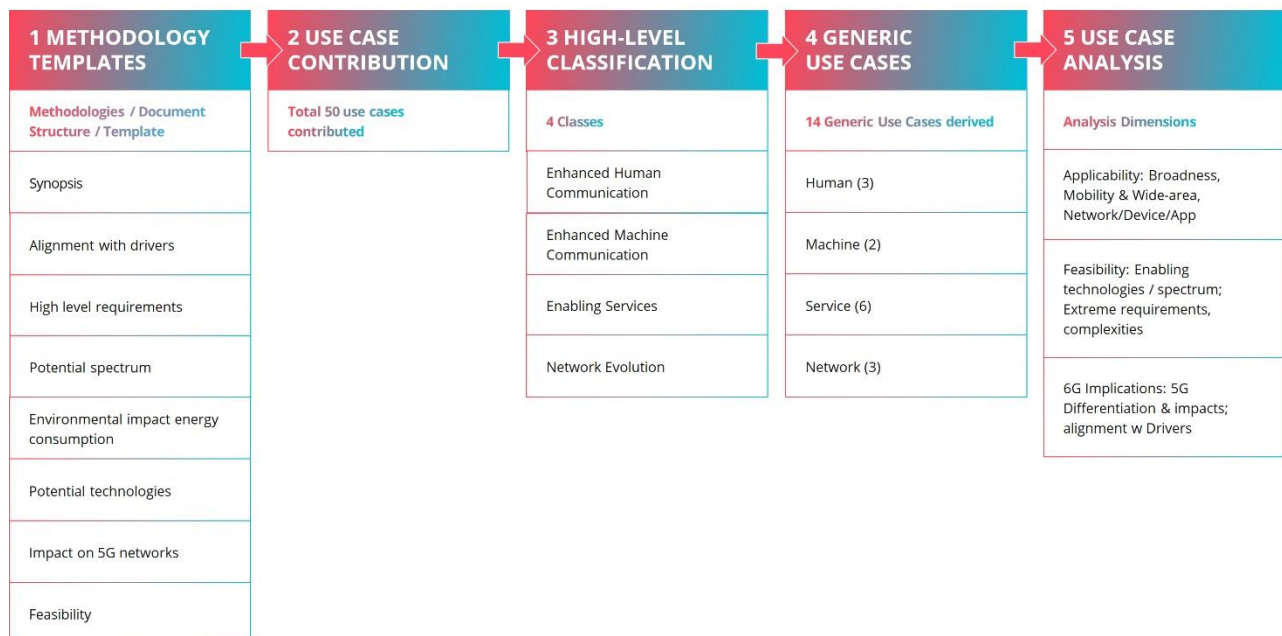 1 METHODOLOGY
TEMPLATES
Methodologies / Document
Structure / Template
Synopsis
Alignment with drivers
High level requirements
Potential spectrum
Environmental impact energy
consumption
Potential technologies
Impact on 5G networks
Feasibility
2 USE CASE
CONTRIBUTION
Total 50 use cases
contributed
3 HIGH-LEVEL
CLASSIFICATION
4 Classes
Enhanced Human
Communication
Enhanced Machine
Communication
Enabling Services
Network Evolution
4 GENERIC
USE CASES
14 Generic Use Cases derived
Human (3)
Machine (2)
Service (6)
Network (3)
5 USE CASE
ANALYSIS
Analysis Dimensions
Applicability: Broadness,
Mobility & Wide-area,
Network/Device/App
Feasibility: Enabling
technologies / spectrum;
Extreme requirements,
complexities
6G Implications: 5G
Differentiation & impacts;
alignment w Drivers